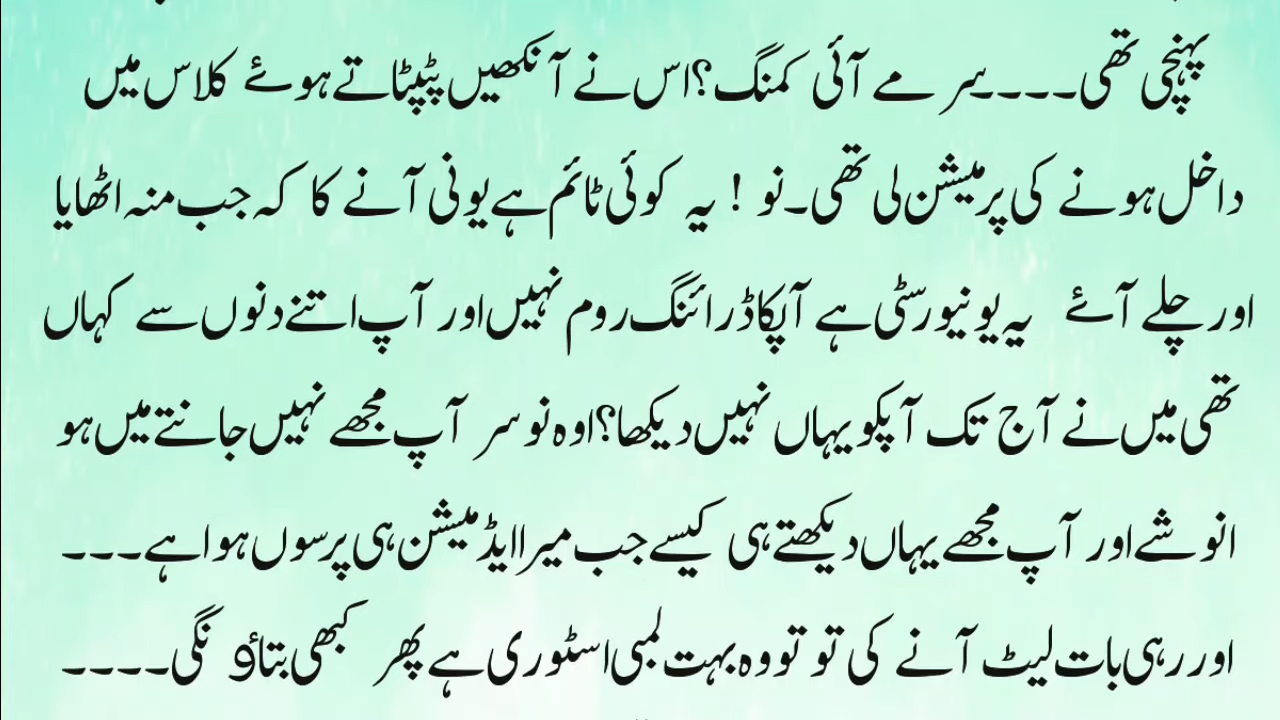 پہنچی تھی۔۔۔۔سر مے آئی کمنگ؟اس نے آنکھیں پٹپٹاتے ہوئے کلاس میں
داخل ہونے کی پرمیشن لی تھی۔نو ! یہ کوئی ٹائم ہے یونی آنے کا کہ جب منہ اٹھایا
اور چلے آئے یہ یونیورسٹی ہے آپکا ڈرائنگ روم نہیں اور آپ اتنے دنوں سے کہاں
تھی میں نے آج تک آپکو یہاں نہیں دیکھا؟اوہ نو سر آپ مجھے نہیں جانتے میں ہو
انوشے اور آپ مجھے یہاں دیکھتے ہی کیسے جب میرا ایڈمیشن ہی پرسوں ہوا ہے۔۔۔
اور رہی بات لیٹ آنے کی تو تو وہ بہت لمبی اسٹوری ہے پھر کبھی بتاؤ نگی۔۔۔۔